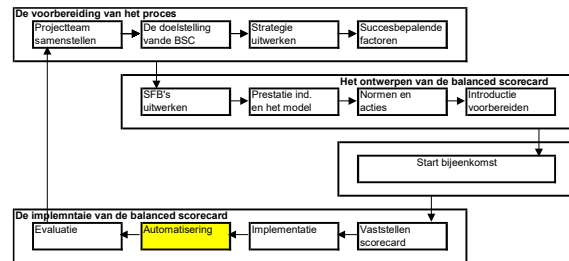 De voorbereiding van het proces
Projectteam
samenstellen
De doelstelling
vande BSC
Strategie
uitwerken
Succesbepalende
factoren
Het ontwerpen van de balanced scorecard
SFB's
uitwerken
Prestatie ind.
en het model
Normen en
acties
Introductie
voorbereiden
Start bijeenkomst
De implemntaie van de balanced scorecard
Evaluatie
Automatisering
Implementatie
Vaststellen
scorecard